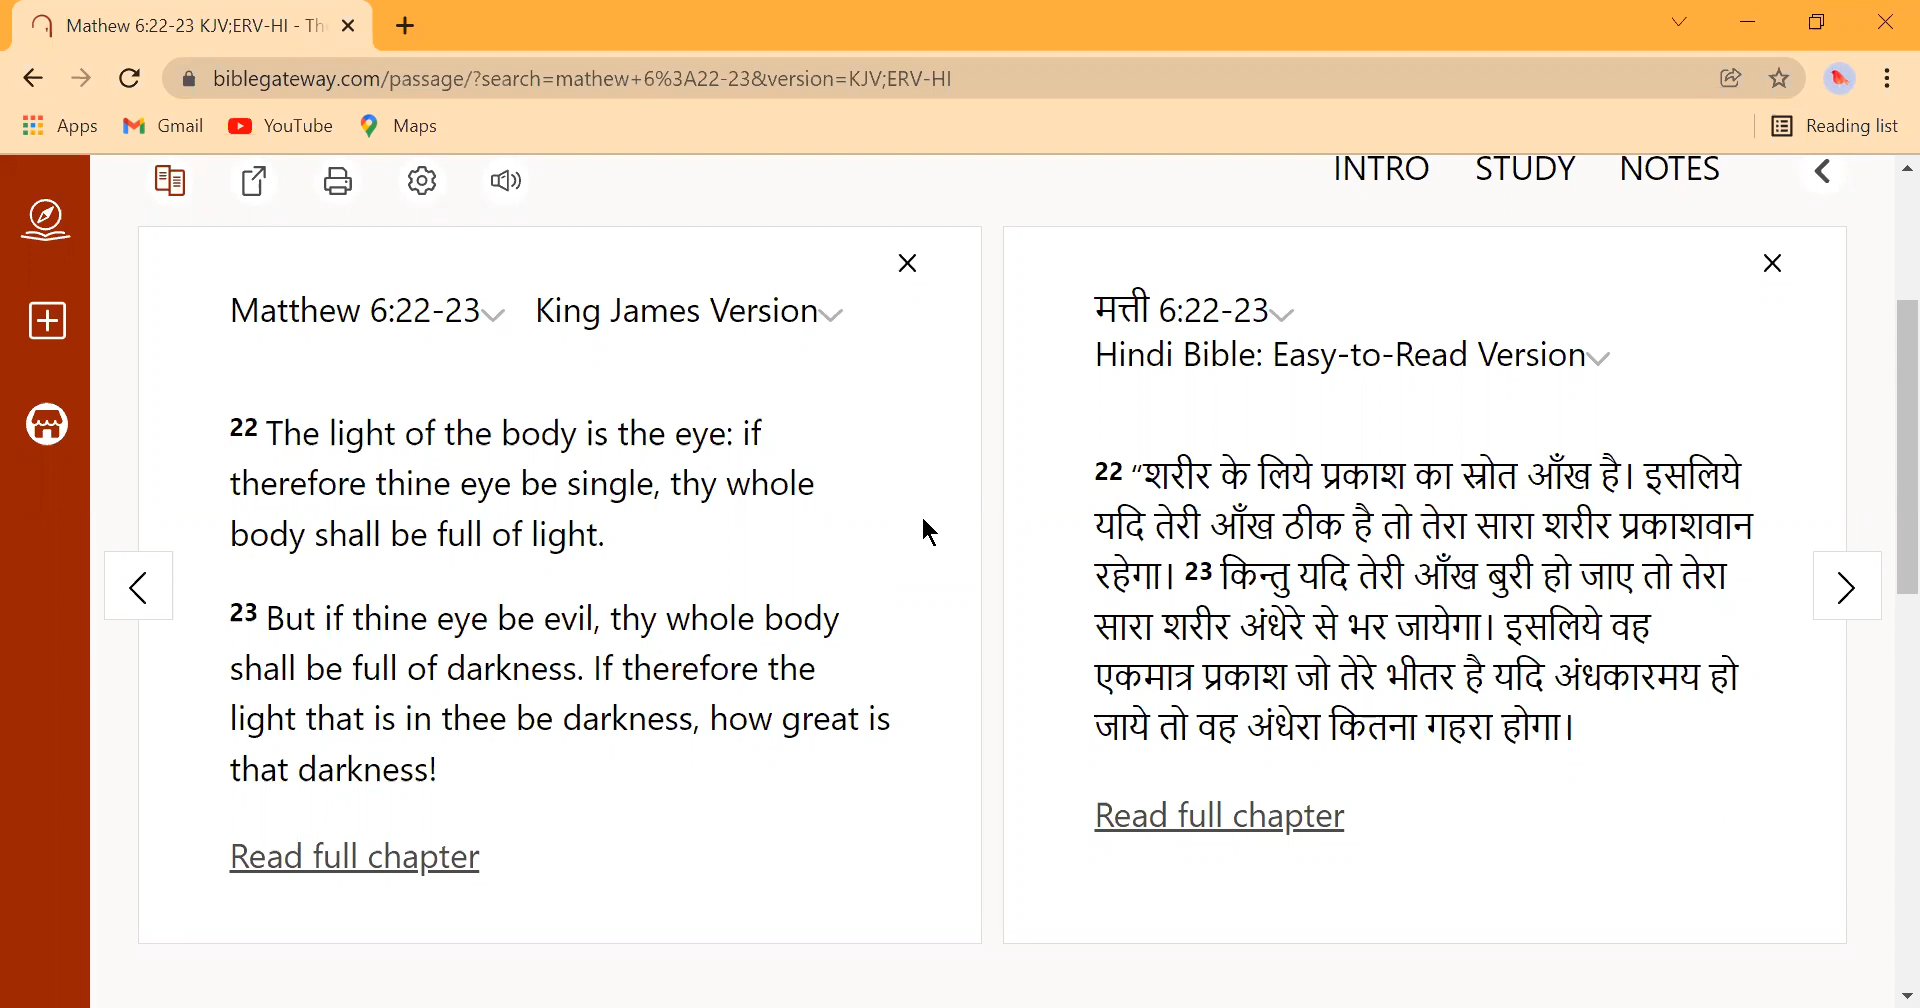 Mathew 6:22-23 KJV;ERV-HI - Th
biblegateway.com/passage/?search=mathew+6%3A22-23&version=KJV;ERV-HI
Apps Gmail YouTube Maps Reading list
INTRO STUDY NOTES
Matthew 6:22-23 King James Version
22 The light of the body is the eye: if
therefore thine eye be single, thy whole
body shall be full of light.
23 But if thine eye be evil, thy whole body
shall be full of darkness. If therefore the
light that is in thee be darkness, how great is
that darkness!
Read full chapter
मत्ती 6:22-23
Hindi Bible: Easy-to-Read Version
22 “शरीर के लिये प्रकाश का स्रोत आँख है। इसलिये
यदि तेरी आँख ठीक है तो तेरा सारा शरीर प्रकाशवान
रहेगा। 23 किन्तु यदि तेरी आँख बुरी हो जाए तो तेरा
सारा शरीर अंधेरे से भर जायेगा। इसलिये वह
एकमात्र प्रकाश जो तेरे भीतर है यदि अंधकारमय हो
जाये तो वह अंधेरा कितना गहरा होगा।
Read full chapter